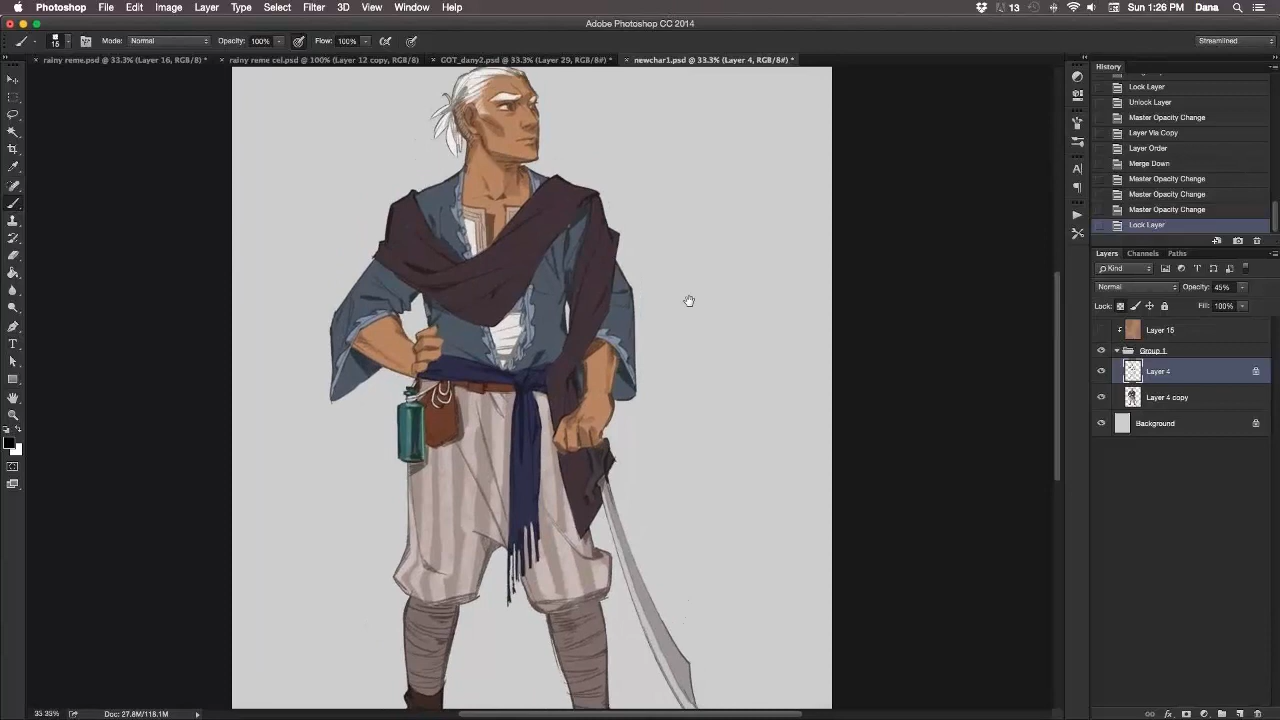 Photoshop File Edit Image Layer Type Select Filter 3D View Window Help 13 Sun 1:26 PM Dana
Adobe Photoshop CC 2014
15 Mode: Normal Opacity: 100% Flow: 100% Streamlined
rainy reme.psd @ 33.3% (Layer 16, RGB/8) * rainy reme cel.psd @ 100% (Layer 12 copy, RGB/8) GOT_dany2.psd @ 33.3% (Layer 29, RGB/8#) * newchar1.psd @ 33.3% (Layer 4, RGB/8#) *
History
Lock Layer
Unlock Layer
Master Opacity Change
Layer Via Copy
Layer Order
Merge Down
Master Opacity Change
Master Opacity Change
Master Opacity Change
Lock Layer
Layers Channels Paths
Kind
Normal Opacity: 45%
Lock: Fill: 100%
Layer 15
Group 1
Layer 4
Layer 4 copy
Background
33.33% Doc: 27.8M/118.1M